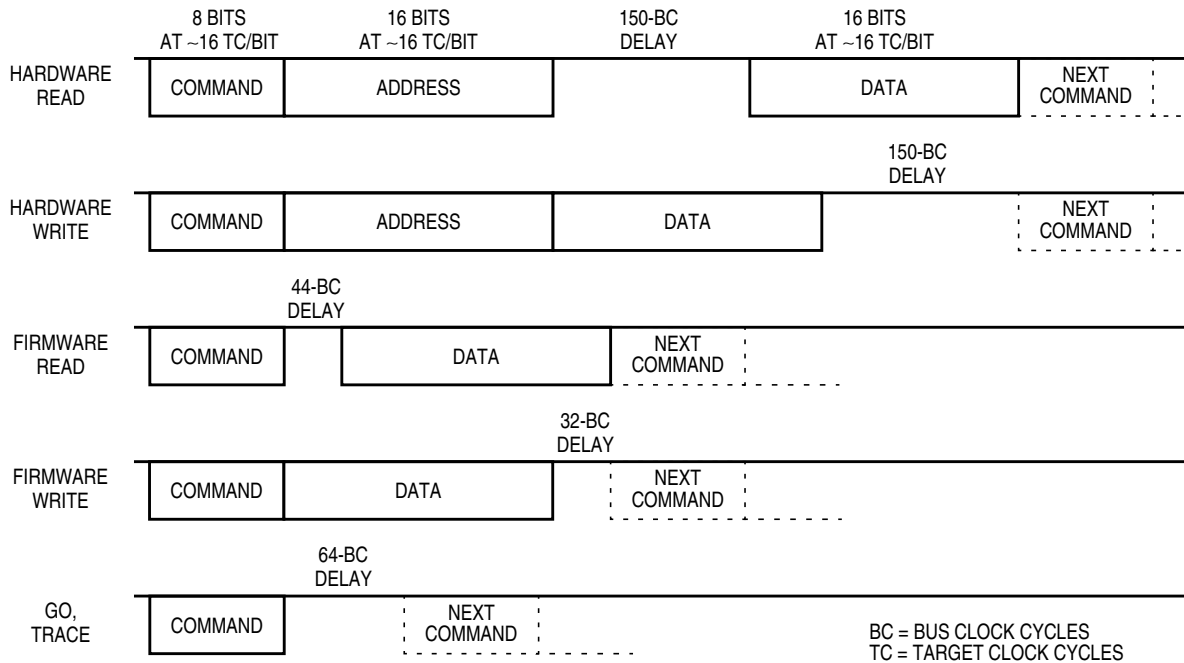 8 BITS
AT ~16 TC/BIT
16 BITS
AT ~16 TC/BIT
150-BC
DELAY
16 BITS
AT ~16 TC/BIT
HARDWARE
READ
COMMAND
ADDRESS
DATA
NEXT
COMMAND
150-BC
DELAY
HARDWARE
WRITE
COMMAND
ADDRESS
DATA
NEXT
COMMAND
44-BC
DELAY
FIRMWARE
READ
COMMAND
DATA
NEXT
COMMAND
32-BC
DELAY
FIRMWARE
WRITE
COMMAND
DATA
NEXT
COMMAND
64-BC
DELAY
GO,
TRACE
COMMAND
NEXT
COMMAND
BC = BUS CLOCK CYCLES
TC = TARGET CLOCK CYCLES